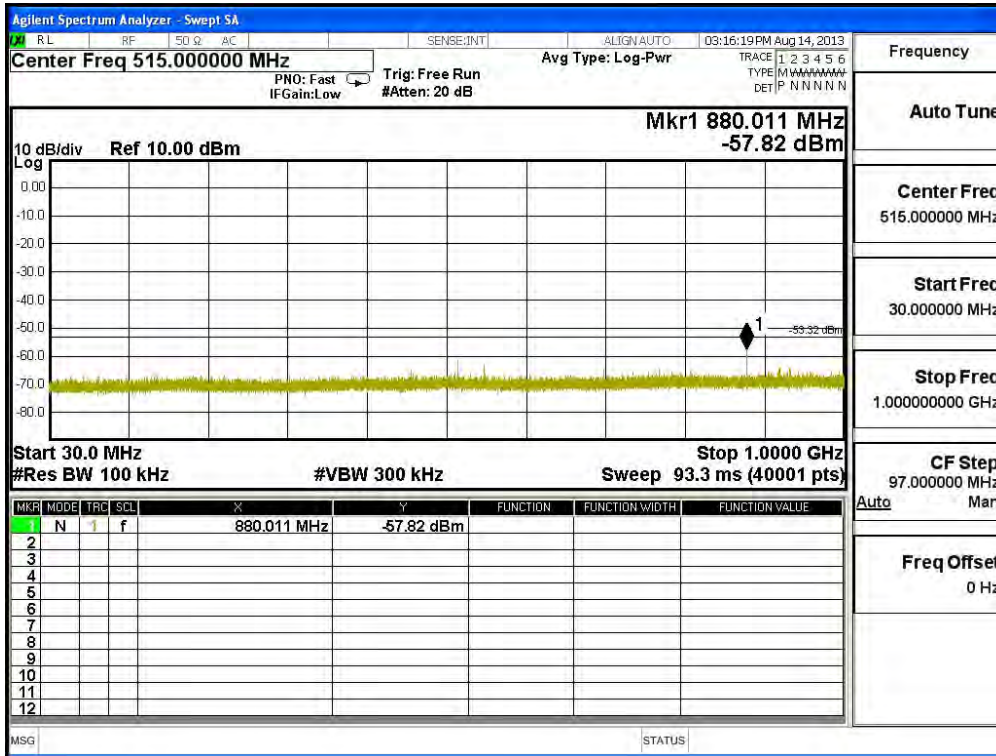 Agilent Spectrum Analyzer - Swept SA
LXI RL RF 50 Ω AC SENSE:INT ALIGN AUTO 03:16:19 PM Aug 14, 2013
Center Freq 515.000000 MHz
PNO: Fast
IFGain:Low
Trig: Free Run
#Atten: 20 dB
Avg Type: Log-Pwr
TRACE 1 2 3 4 5 6
TYPE M WWWWW
DET P N N N N N
Mkr1 880.011 MHz
-57.82 dBm
10 dB/div Ref 10.00 dBm
Log
0.00
-10.0
-20.0
-30.0
-40.0
-50.0
-60.0
-70.0
-80.0
1
-53.32 dBm
Start 30.0 MHz Stop 1.0000 GHz
#Res BW 100 kHz #VBW 300 kHz Sweep 93.3 ms (40001 pts)
MKR MODE TRC SCL X Y FUNCTION FUNCTION WIDTH FUNCTION VALUE
1 N 1 f 880.011 MHz -57.82 dBm
2
3
4
5
6
7
8
9
10
11
12
MSG STATUS
Frequency
Auto Tune
Center Freq
515.000000 MHz
Start Freq
30.000000 MHz
Stop Freq
1.000000000 GHz
CF Step
97.000000 MHz
Auto Man
Freq Offset
0 Hz